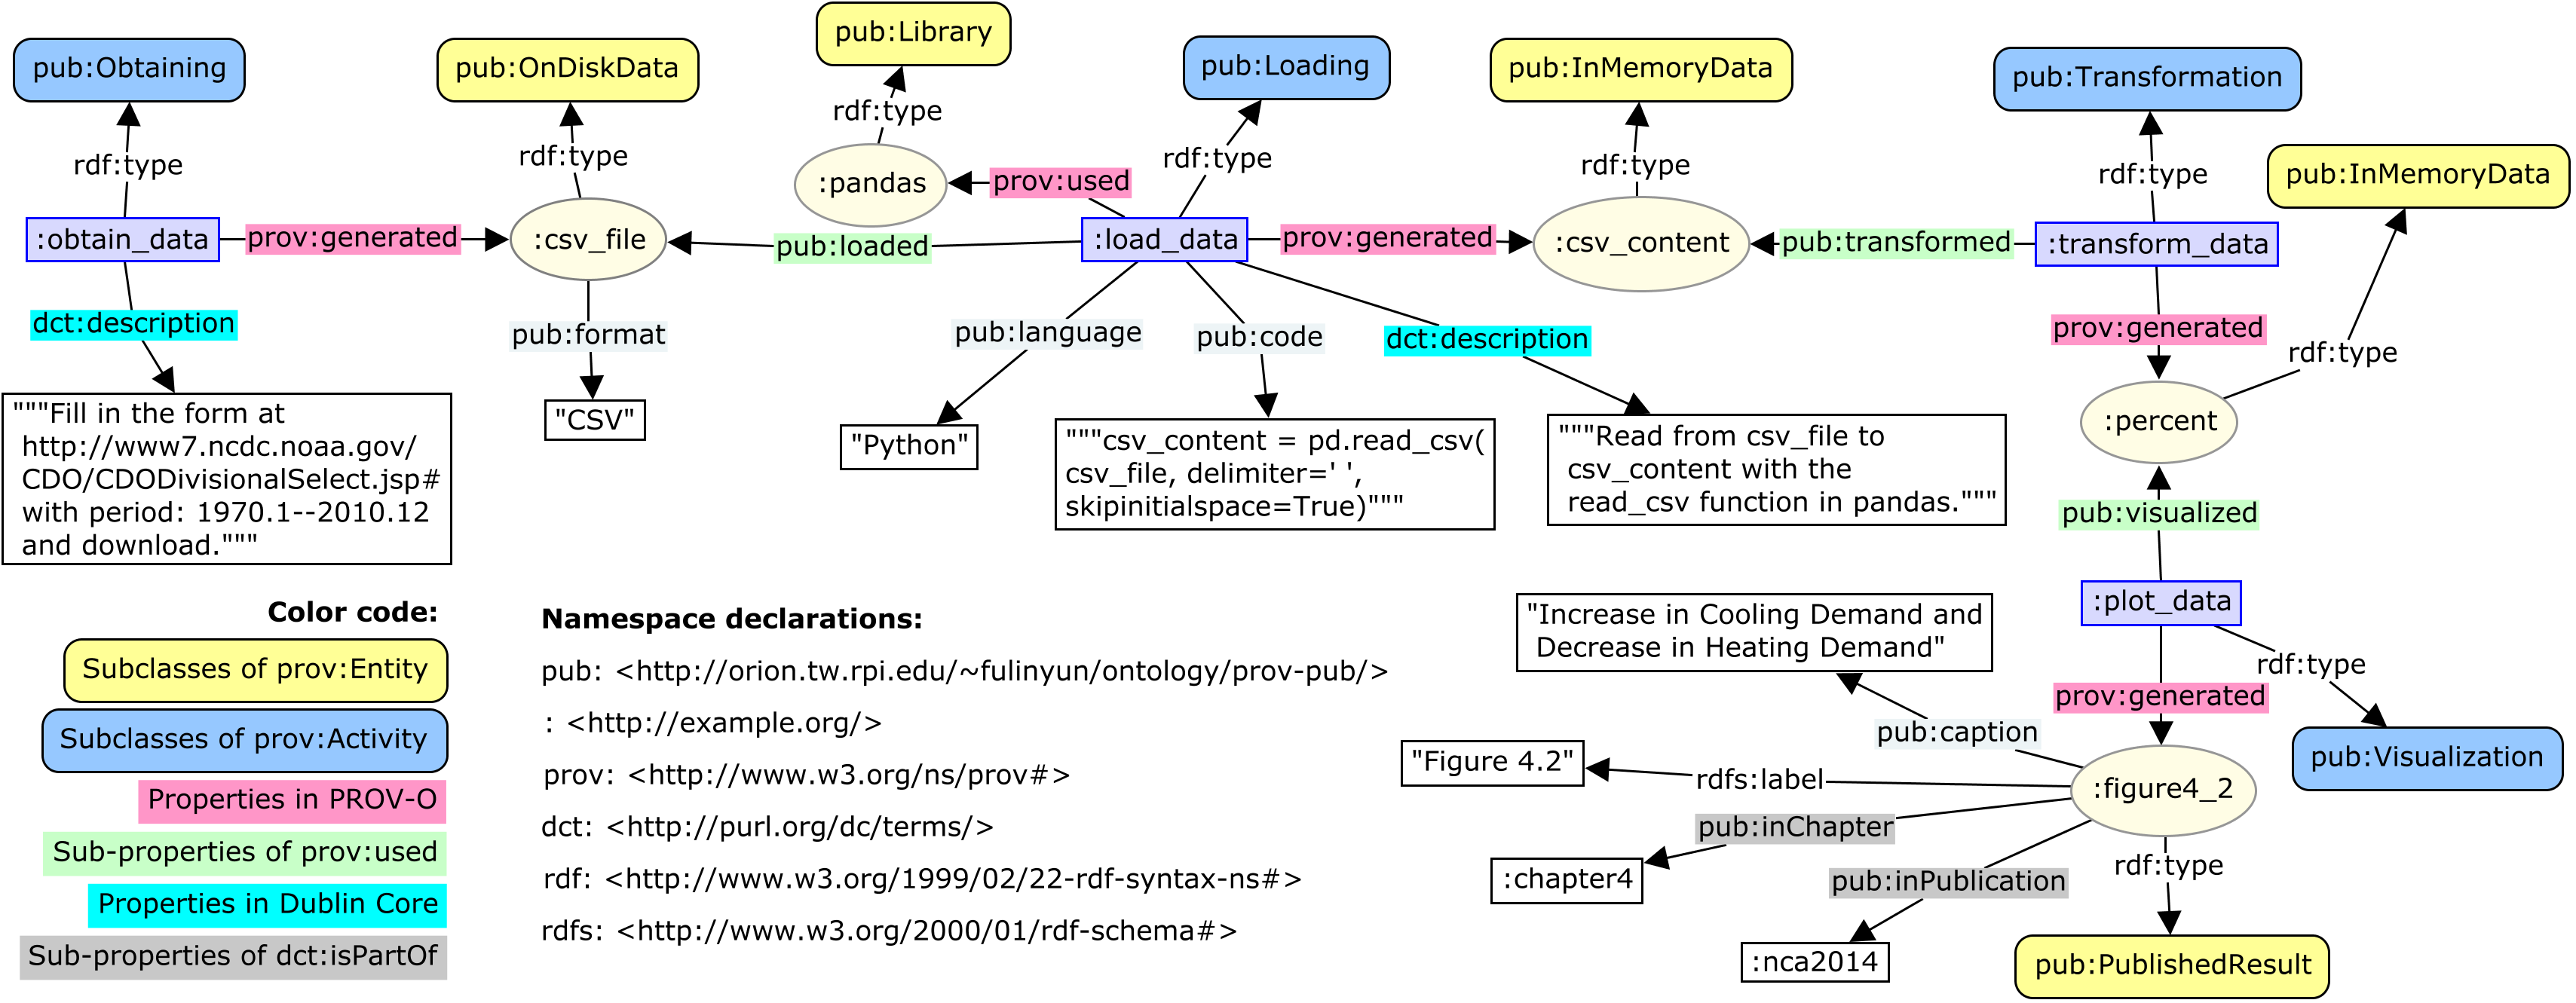 pub:Library
pub:Obtaining
pub:OnDiskData
pub:Loading
pub:InMemoryData
pub:Transformation
rdf:type
rdf:type
rdf:type
rdf:type
rdf:type
rdf:type
pub:InMemoryData
:pandas
prov:used
:obtain_data
prov:generated
:csv_file
pub:loaded
:load_data
prov:generated
:csv_content
pub:transformed
:transform_data
dct:description
pub:format
pub:language
pub:code
dct:description
prov:generated
rdf:type
"""Fill in the form at
http://www7.ncdc.noaa.gov/
CDO/CDODivisionalSelect.jsp#
with period: 1970.1--2010.12
and download."""
"CSV"
"Python"
"""csv_content = pd.read_csv(
csv_file, delimiter=' ',
skipinitialspace=True)"""
"""Read from csv_file to
csv_content with the
read_csv function in pandas."""
:percent
pub:visualized
:plot_data
rdf:type
prov:generated
"Increase in Cooling Demand and
Decrease in Heating Demand"
pub:caption
pub:Visualization
"Figure 4.2"
rdfs:label
:figure4_2
pub:inChapter
:chapter4
pub:inPublication
rdf:type
:nca2014
pub:PublishedResult
Color code:
Subclasses of prov:Entity
Subclasses of prov:Activity
Properties in PROV-O
Sub-properties of prov:used
Properties in Dublin Core
Sub-properties of dct:isPartOf
Namespace declarations:
pub: <http://orion.tw.rpi.edu/~fulinyun/ontology/prov-pub/>
: <http://example.org/>
prov: <http://www.w3.org/ns/prov#>
dct: <http://purl.org/dc/terms/>
rdf: <http://www.w3.org/1999/02/22-rdf-syntax-ns#>
rdfs: <http://www.w3.org/2000/01/rdf-schema#>